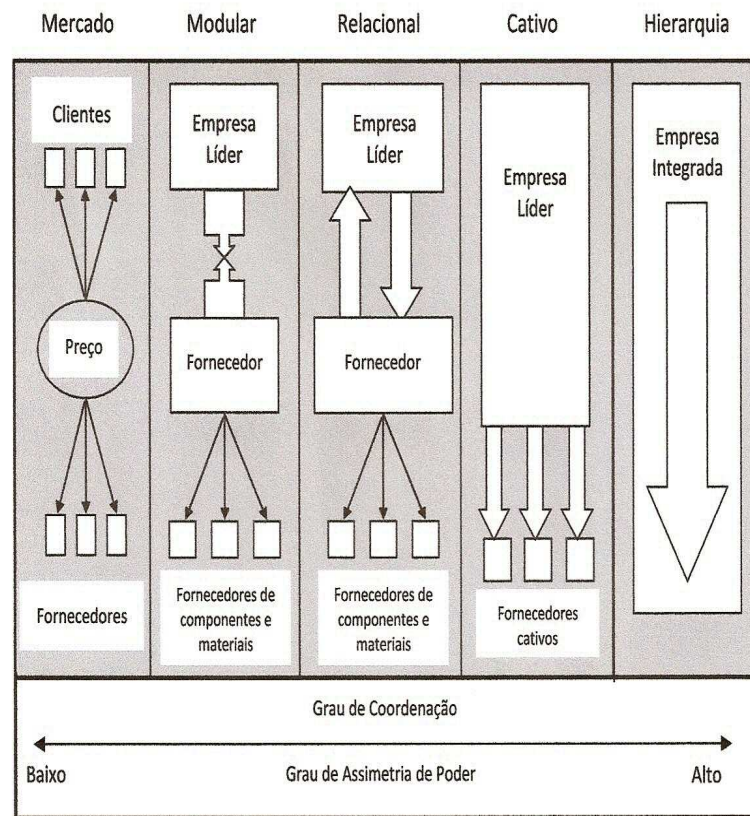 Mercado
Modular
Relacional
Cativo
Hierarquia
Clientes
Preço
Fornecedores
Empresa
Líder
Fornecedor
Fornecedores de
componentes e
materiais
Empresa
Líder
Fornecedor
Fornecedores de
componentes e
materiais
Empresa
Líder
Fornecedores
cativos
Empresa
Integrada
Grau de Coordenação
Baixo
Grau de Assimetria de Poder
Alto